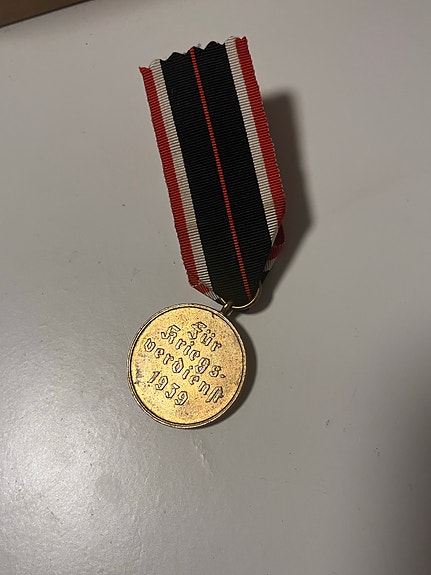 Für
Kriegs-
verdienst
1939